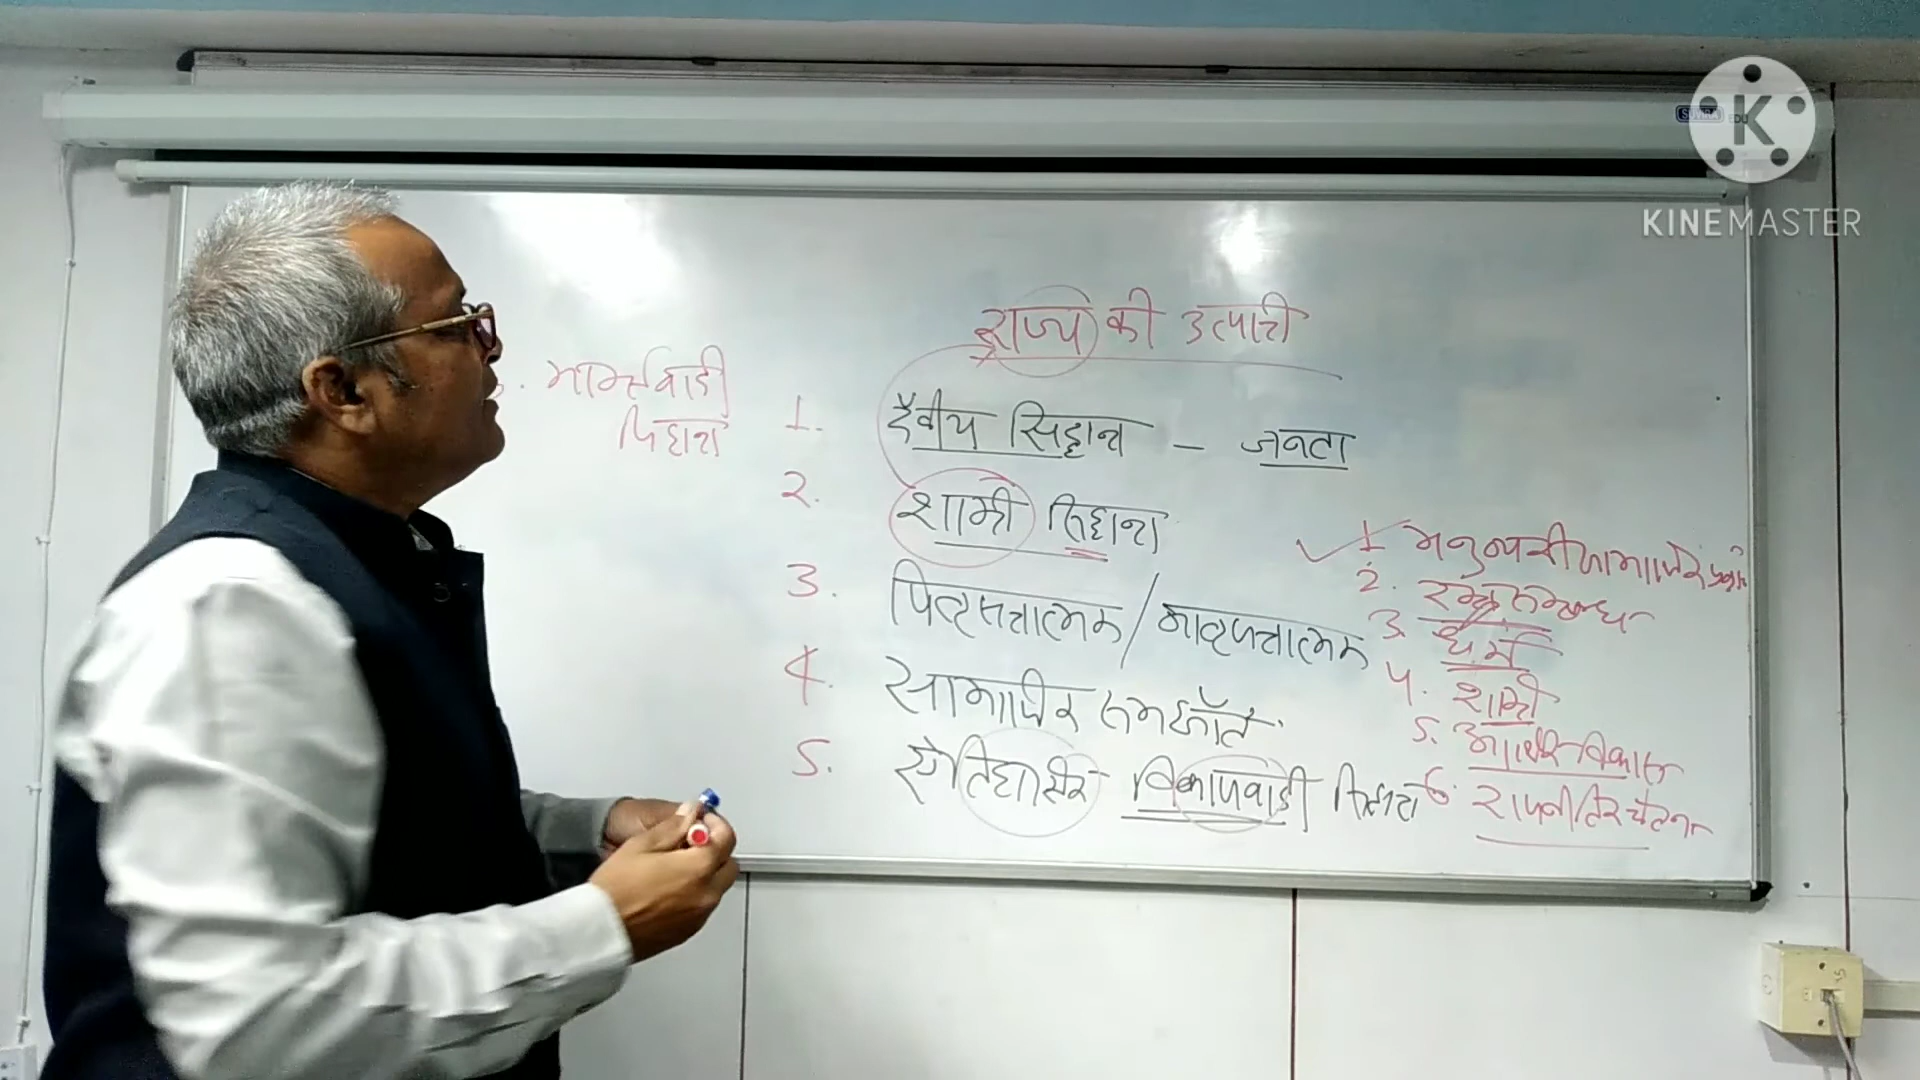 राज्य की उत्पत्ती
1. दैवीय सिद्धान्त - जनता
2. शक्ति सिद्धान्त
3. पितृसत्तात्मक/मातृसत्तात्मक
4. सामाजिक समझौते
5. ऐतिहासिक विकासवादी सिद्धान्त
मार्क्सवादी
सिद्धान्त
1. मनुष्य की सामाजिक
2. रक्त सम्बन्ध
3. धर्म
4. शक्ति
5. आर्थिक विकास
6. राजनीतिक चेतना
EDU
K
KINEMASTER